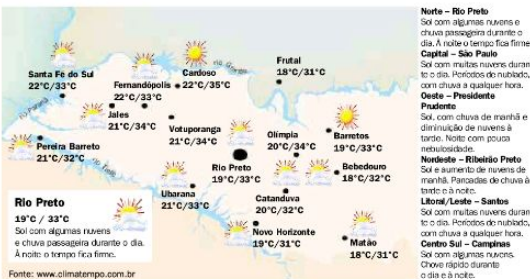 Santa Fé do Sul
22°C/33°C
Fernandópolis
22°C/33°C
Cardoso
22°C/35°C
rio Grande
Frutal
18°C/31°C
rio Paraná
Jales
21°C/34°C
Votuporanga
21°C/34°C
Olímpia
20°C/34°C
Barretos
19°C/33°C
Pereira Barreto
21°C/32°C
rio Tietê
Rio Preto
19°C/33°C
Bebedouro
18°C/32°C
Ubarana
21°C/33°C
Catanduva
20°C/32°C
Novo Horizonte
19°C/31°C
Matão
18°C/31°C
Rio Preto
19°C / 33°C
Sol com algumas nuvens
e chuva passageira durante o dia.
À noite o tempo fica firme.
Fonte: www.climatempo.com.br
Norte – Rio Preto
Sol com algumas nuvens e
chuva passageira durante o
dia. À noite o tempo fica firme
Capital – São Paulo
Sol com muitas nuvens duran
te o dia. Períodos de nublado,
com chuva a qualquer hora.
Oeste – Presidente
Prudente
Sol, com chuva de manhã e
diminuição de nuvens à
tarde. Noite com pouca
nebulosidade.
Nordeste – Ribeirão Preto
Sol e aumento de nuvens de
manhã. Pancadas de chuva à
tarde e à noite.
Litoral/Leste – Santos
Sol com muitas nuvens duran
te o dia. Períodos de nublado,
com chuva a qualquer hora.
Centro Sul – Campinas
Sol com algumas nuvens.
Chove rápido durante
o dia e à noite.